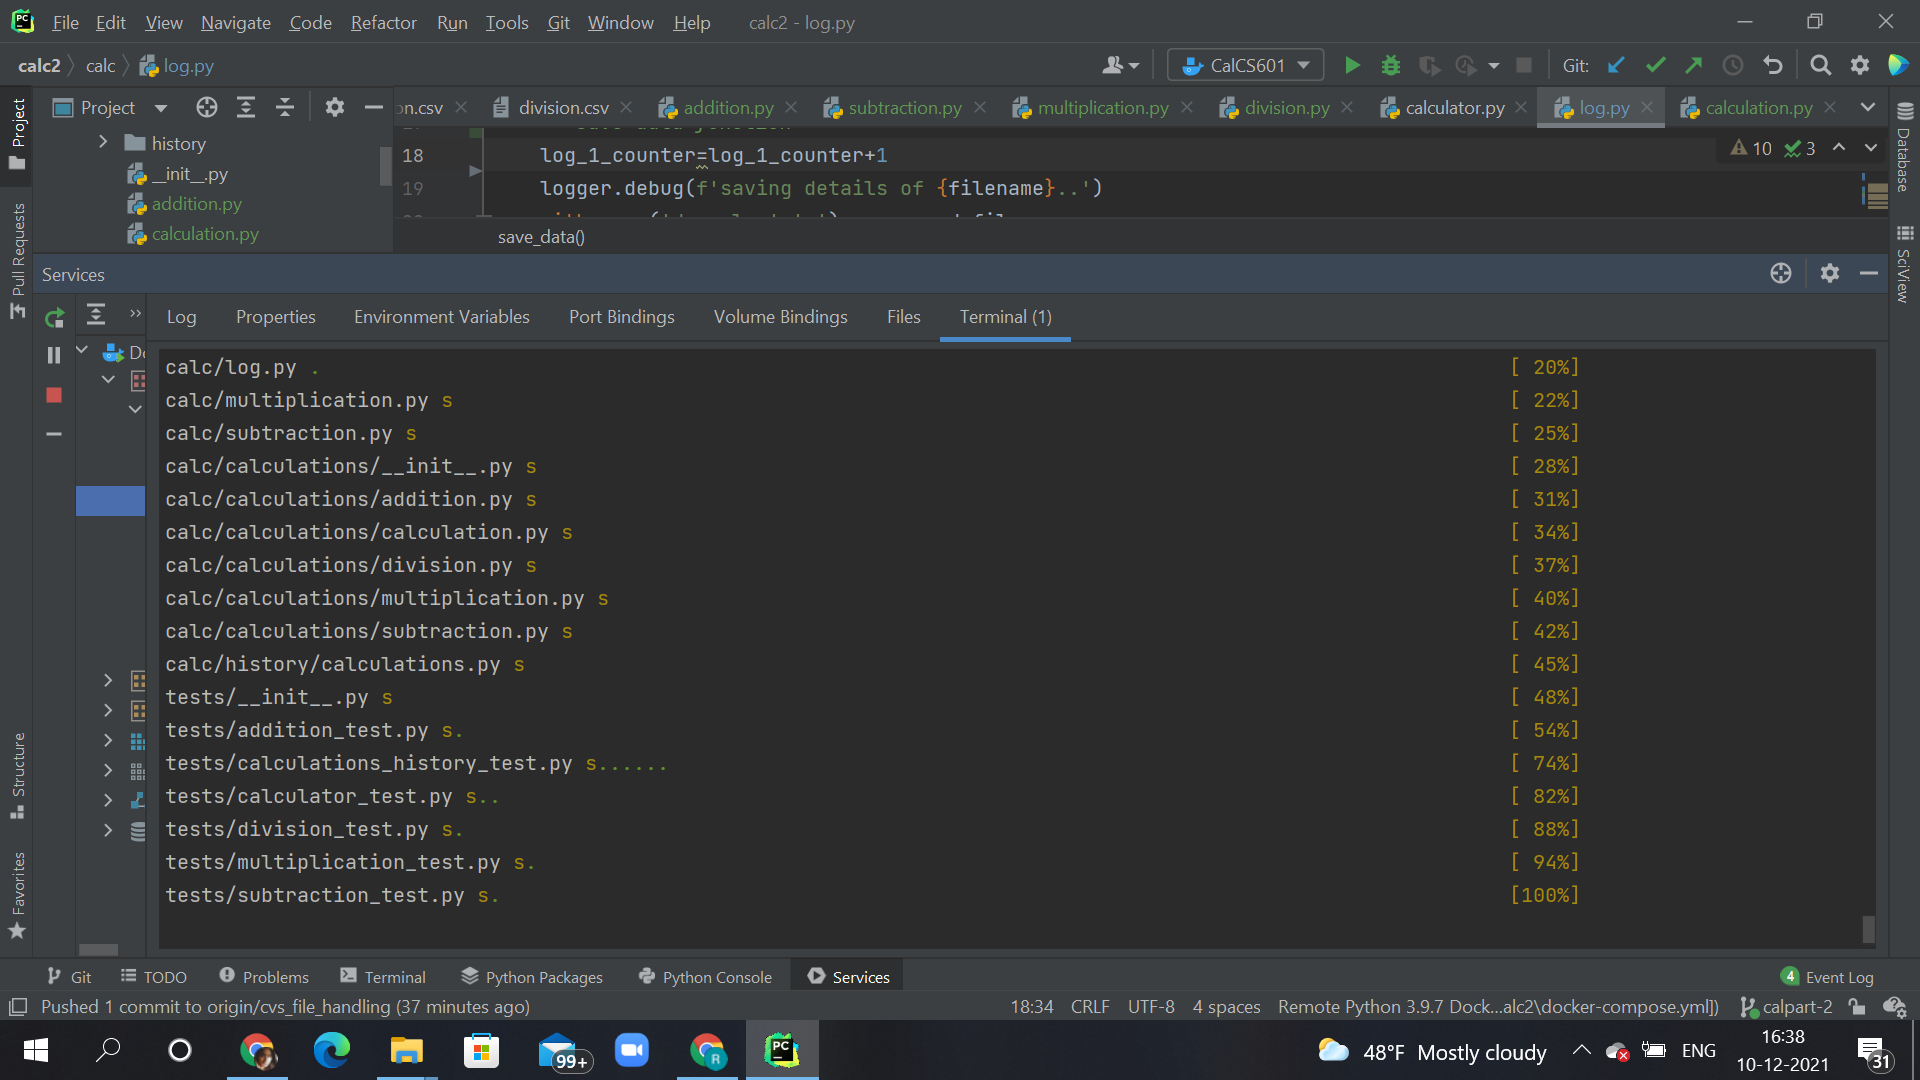 File Edit View Navigate Code Refactor Run Tools Git Window Help calc2 - log.py
calc2 calc log.py CalCS601 Git:
Project on.csv division.csv addition.py subtraction.py multiplication.py division.py calculator.py log.py calculation.py
history
__init__.py
addition.py
calculation.py
18 log_1_counter=log_1_counter+1
19 logger.debug(f'saving details of {filename}..')
10 3
save_data()
Project
Pull Requests
Structure
Favorites
Database
SciView
Services
Log Properties Environment Variables Port Bindings Volume Bindings Files Terminal (1)
calc/log.py . [ 20%]
calc/multiplication.py s [ 22%]
calc/subtraction.py s [ 25%]
calc/calculations/__init__.py s [ 28%]
calc/calculations/addition.py s [ 31%]
calc/calculations/calculation.py s [ 34%]
calc/calculations/division.py s [ 37%]
calc/calculations/multiplication.py s [ 40%]
calc/calculations/subtraction.py s [ 42%]
calc/history/calculations.py s [ 45%]
tests/__init__.py s [ 48%]
tests/addition_test.py s. [ 54%]
tests/calculations_history_test.py s...... [ 74%]
tests/calculator_test.py s.. [ 82%]
tests/division_test.py s. [ 88%]
tests/multiplication_test.py s. [ 94%]
tests/subtraction_test.py s. [100%]
Git TODO Problems Terminal Python Packages Python Console Services 4 Event Log
Pushed 1 commit to origin/cvs_file_handling (37 minutes ago) 18:34 CRLF UTF-8 4 spaces Remote Python 3.9.7 Dock...alc2\docker-compose.yml]) calpart-2
99+ 48°F Mostly cloudy ENG 16:38
10-12-2021 31